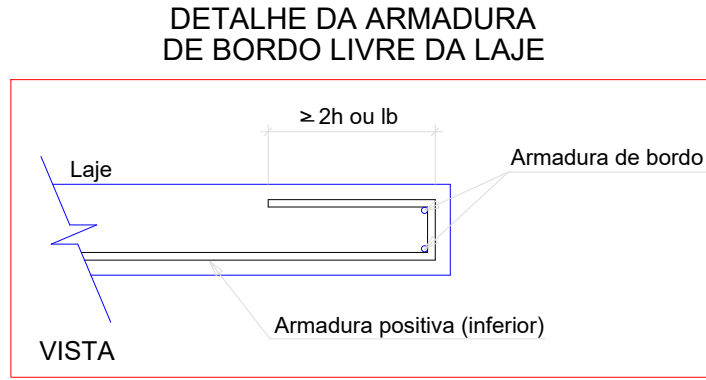 DETALHE DA ARMADURA
DE BORDO LIVRE DA LAJE
≥ 2h ou lb
Laje
Armadura de bordo
Armadura positiva (inferior)
VISTA